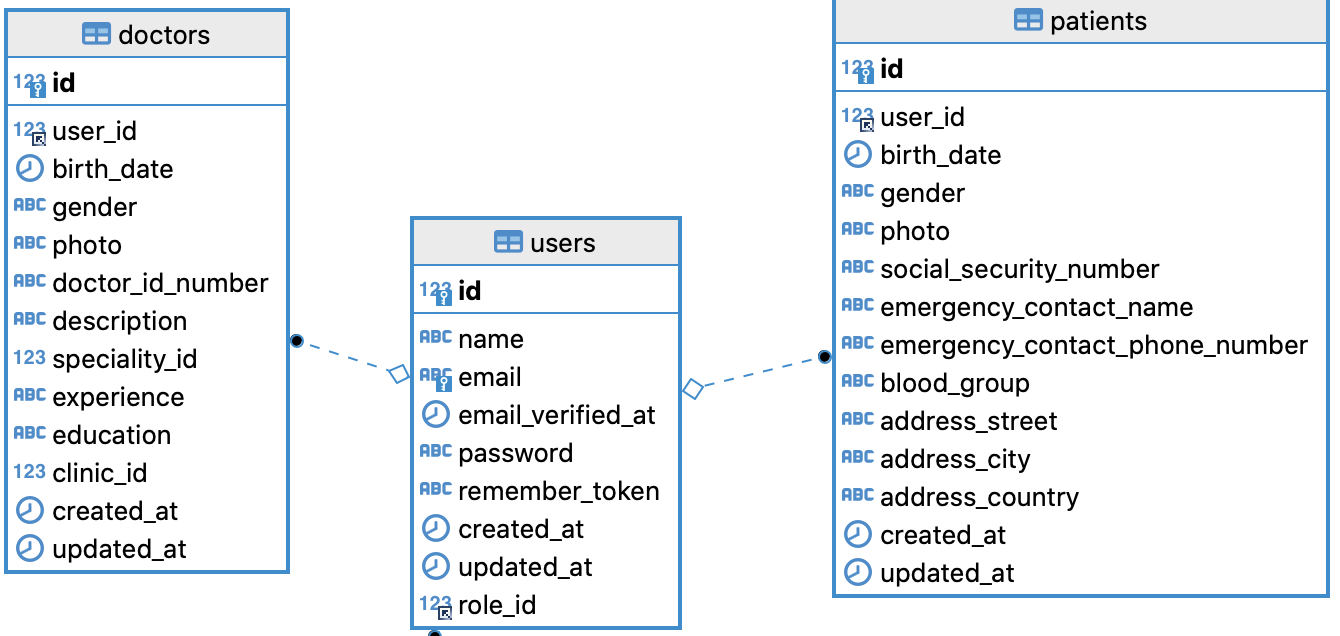 doctors
123 id
123 user_id
birth_date
ABC gender
ABC photo
ABC doctor_id_number
ABC description
123 speciality_id
ABC experience
ABC education
123 clinic_id
created_at
updated_at
users
123 id
ABC name
ABC email
email_verified_at
ABC password
ABC remember_token
created_at
updated_at
123 role_id
patients
123 id
123 user_id
birth_date
ABC gender
ABC photo
ABC social_security_number
ABC emergency_contact_name
ABC emergency_contact_phone_number
ABC blood_group
ABC address_street
ABC address_city
ABC address_country
created_at
updated_at